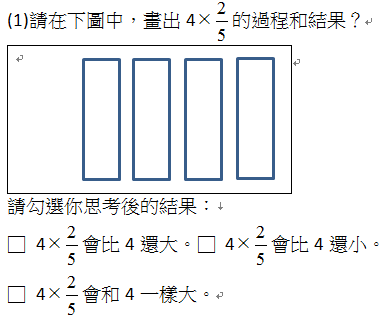 (1)請在下圖中，畫出 4×2/5 的過程和結果？
請勾選你思考後的結果：
□ 4×2/5 會比 4 還大。□ 4×2/5 會比 4 還小。
□ 4×2/5 會和 4 一樣大。